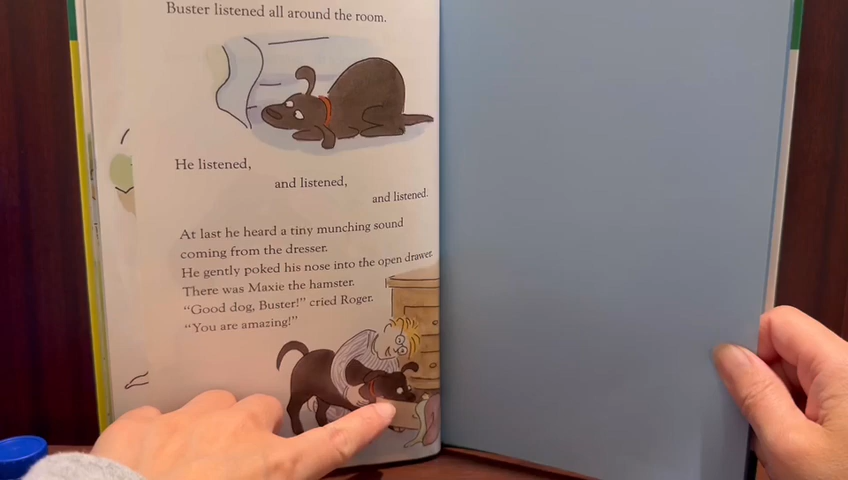 Buster listened all around the room.
He listened,
and listened,
and listened.
At last he heard a tiny munching sound
coming from the dresser.
He gently poked his nose into the open drawer.
There was Maxie the hamster.
“Good dog, Buster!” cried Roger.
“You are amazing!”